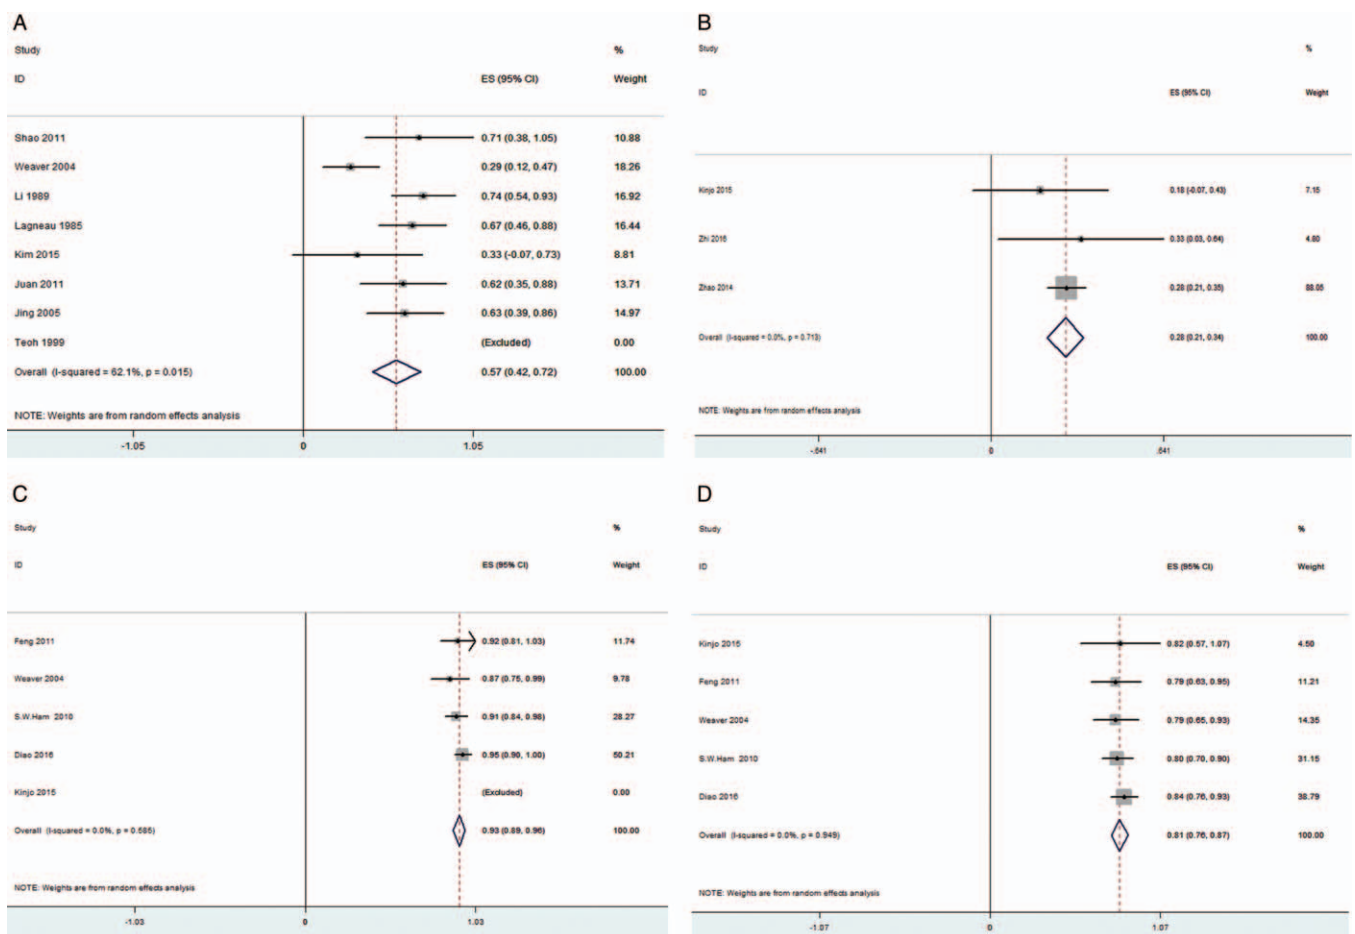 A
Study %
ID ES (95% CI) Weight
Shao 2011 0.71 (0.38, 1.05) 10.88
Weaver 2004 0.29 (0.12, 0.47) 18.26
Li 1989 0.74 (0.54, 0.93) 16.92
Lagneau 1985 0.67 (0.46, 0.88) 16.44
Kim 2015 0.33 (-0.07, 0.73) 8.81
Juan 2011 0.62 (0.35, 0.88) 13.71
Jing 2005 0.63 (0.39, 0.86) 14.97
Teoh 1999 (Excluded) 0.00
Overall (I-squared = 62.1%, p = 0.015) 0.57 (0.42, 0.72) 100.00
NOTE: Weights are from random effects analysis
-1.05 0 1.05
B
Study %
ID ES (95% CI) Weight
Kinjo 2015 0.18 (-0.07, 0.43) 7.15
Zhi 2016 0.33 (0.03, 0.64) 4.80
Zhao 2014 0.28 (0.21, 0.35) 88.05
Overall (I-squared = 0.0%, p = 0.713) 0.28 (0.21, 0.34) 100.00
NOTE: Weights are from random effects analysis
-.641 0 .641
C
Study %
ID ES (95% CI) Weight
Feng 2011 0.92 (0.81, 1.03) 11.74
Weaver 2004 0.87 (0.75, 0.99) 9.78
S.W.Ham 2010 0.91 (0.84, 0.98) 28.27
Diao 2016 0.95 (0.90, 1.00) 50.21
Kinjo 2015 (Excluded) 0.00
Overall (I-squared = 0.0%, p = 0.585) 0.93 (0.89, 0.96) 100.00
NOTE: Weights are from random effects analysis
-1.03 0 1.03
D
Study %
ID ES (95% CI) Weight
Kinjo 2015 0.82 (0.57, 1.07) 4.50
Feng 2011 0.79 (0.63, 0.95) 11.21
Weaver 2004 0.79 (0.65, 0.93) 14.35
S.W.Ham 2010 0.80 (0.70, 0.90) 31.15
Diao 2016 0.84 (0.76, 0.93) 38.79
Overall (I-squared = 0.0%, p = 0.949) 0.81 (0.76, 0.87) 100.00
NOTE: Weights are from random effects analysis
-1.07 0 1.07